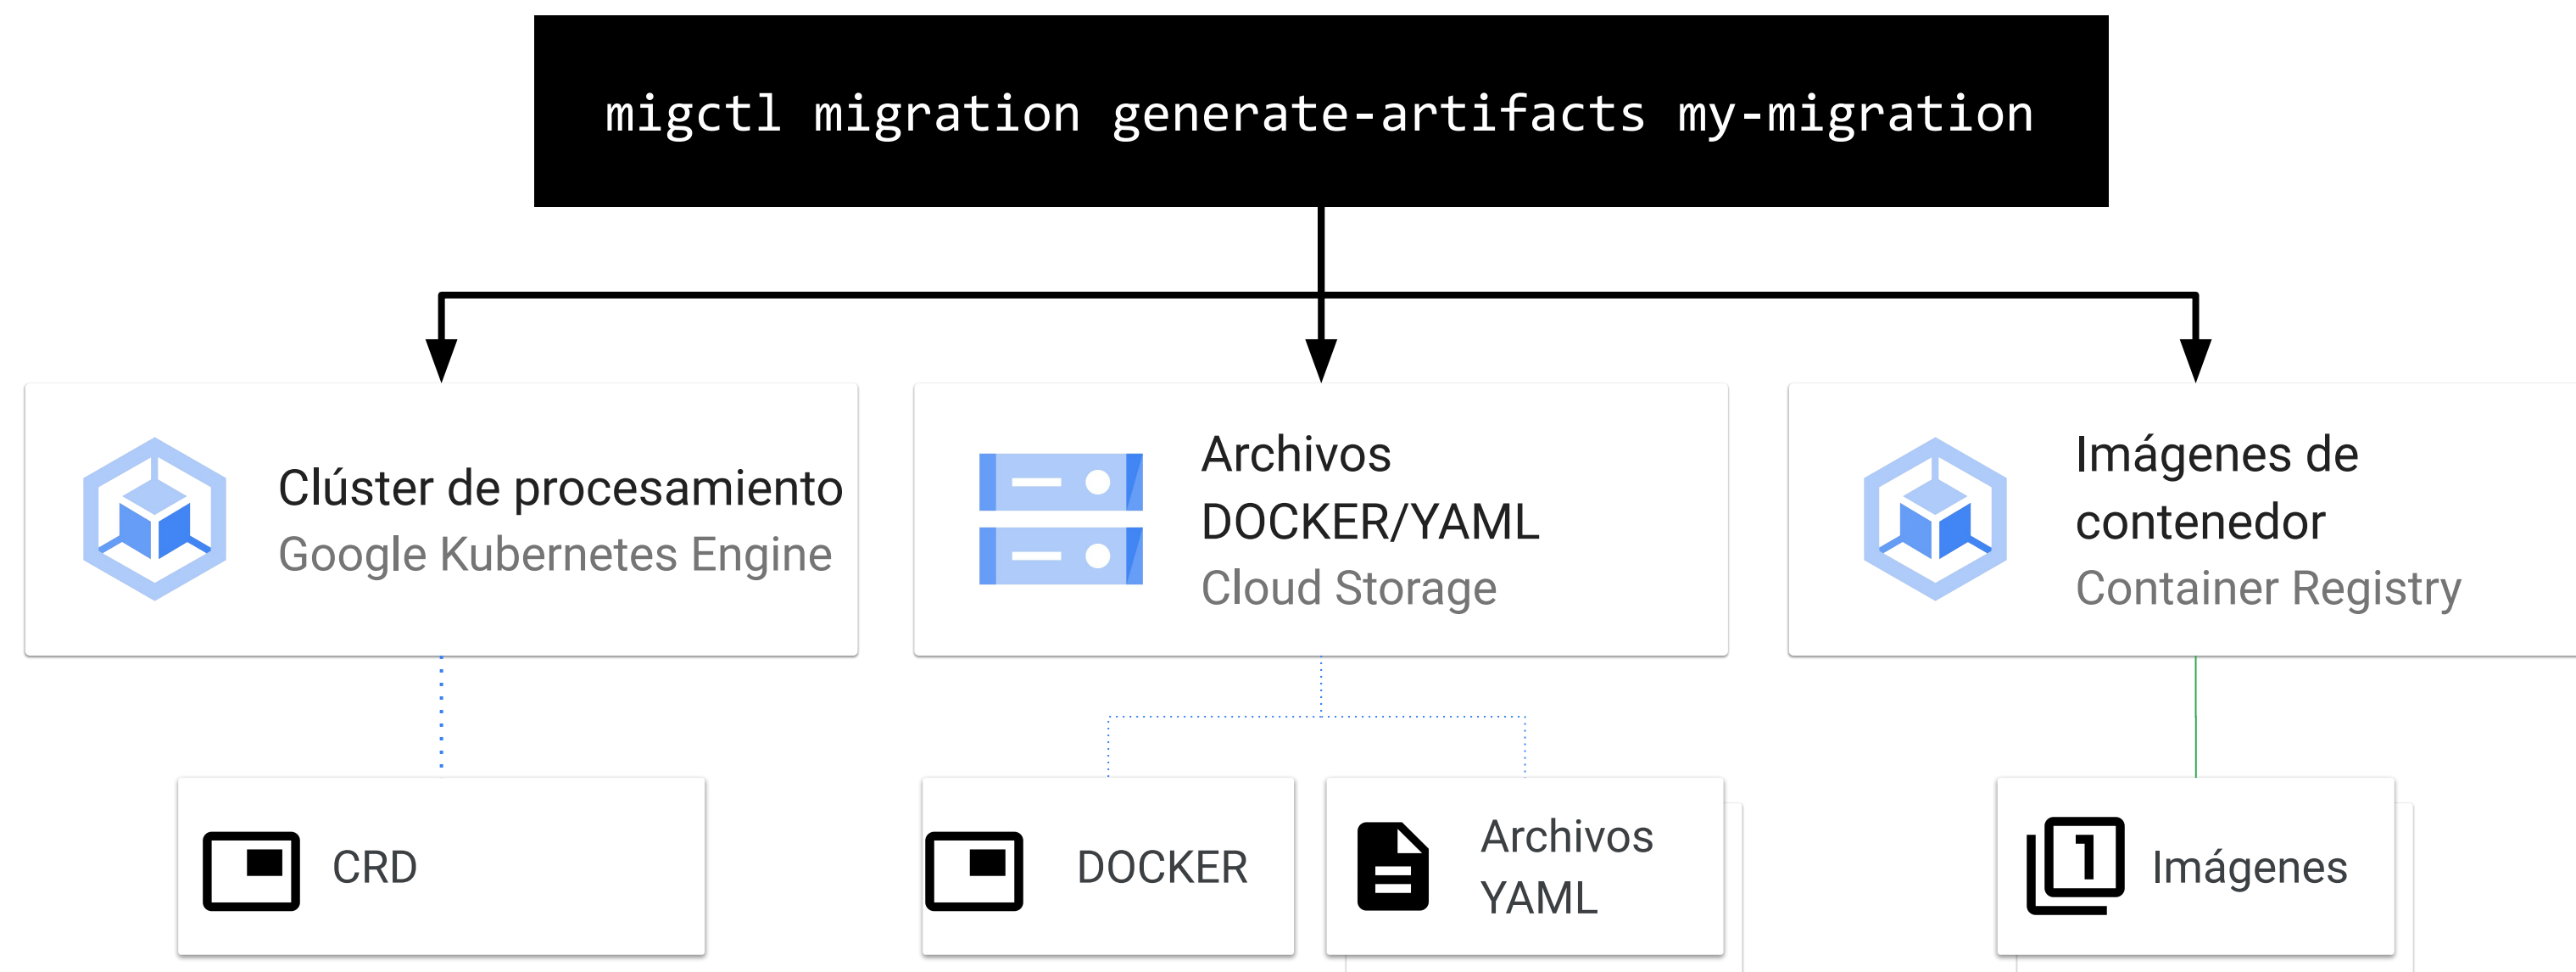 migctl migration generate-artifacts my-migration
Clúster de procesamiento
Google Kubernetes Engine
Archivos
DOCKER/YAML
Cloud Storage
Imágenes de
contenedor
Container Registry
CRD
DOCKER
Archivos
YAML
1
Imágenes